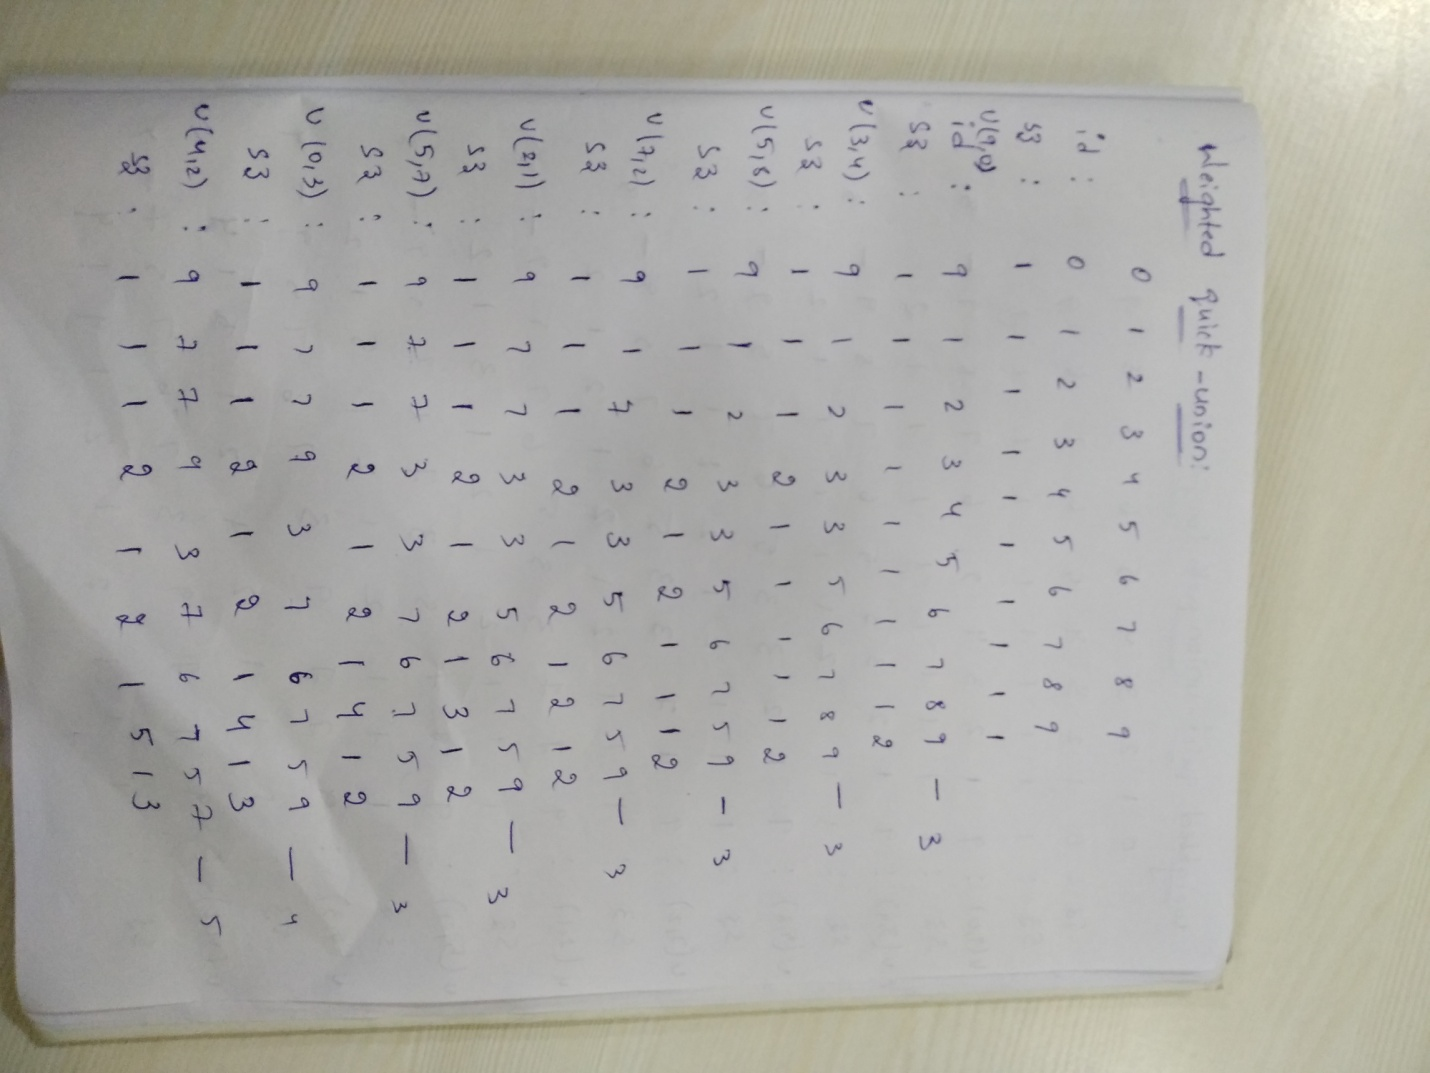 Weighted quick-union:
0 1 2 3 4 5 6 7 8 9
id : 0 1 2 3 4 5 6 7 8 9
sz : 1 1 1 1 1 1 1 1 1 1
U(9,0)
id : 9 1 2 3 4 5 6 7 8 9 — 3
sz : 1 1 1 1 1 1 1 1 1 2
U(3,4) : 9 1 2 3 3 5 6 7 8 9 — 3
sz : 1 1 1 2 1 1 1 1 1 2
U(5,8) : 9 1 2 3 3 5 6 7 5 9 — 3
sz : 1 1 1 2 1 2 1 1 1 2
U(7,2) : 9 1 7 3 3 5 6 7 5 9 — 3
sz : 1 1 1 2 1 2 1 2 1 2
U(2,1) : 9 7 7 3 3 5 6 7 5 9 — 3
sz : 1 1 1 2 1 2 1 3 1 2
U(5,7) : 9 7 7 3 3 7 6 7 5 9 — 3
sz : 1 1 1 2 1 2 1 4 1 2
U(0,3) : 9 7 7 9 3 7 6 7 5 9 — 4
sz : 1 1 1 2 1 2 1 4 1 3
U(4,2) : 9 7 7 9 3 7 6 7 5 7 — 5
sz : 1 1 1 2 1 2 1 5 1 3